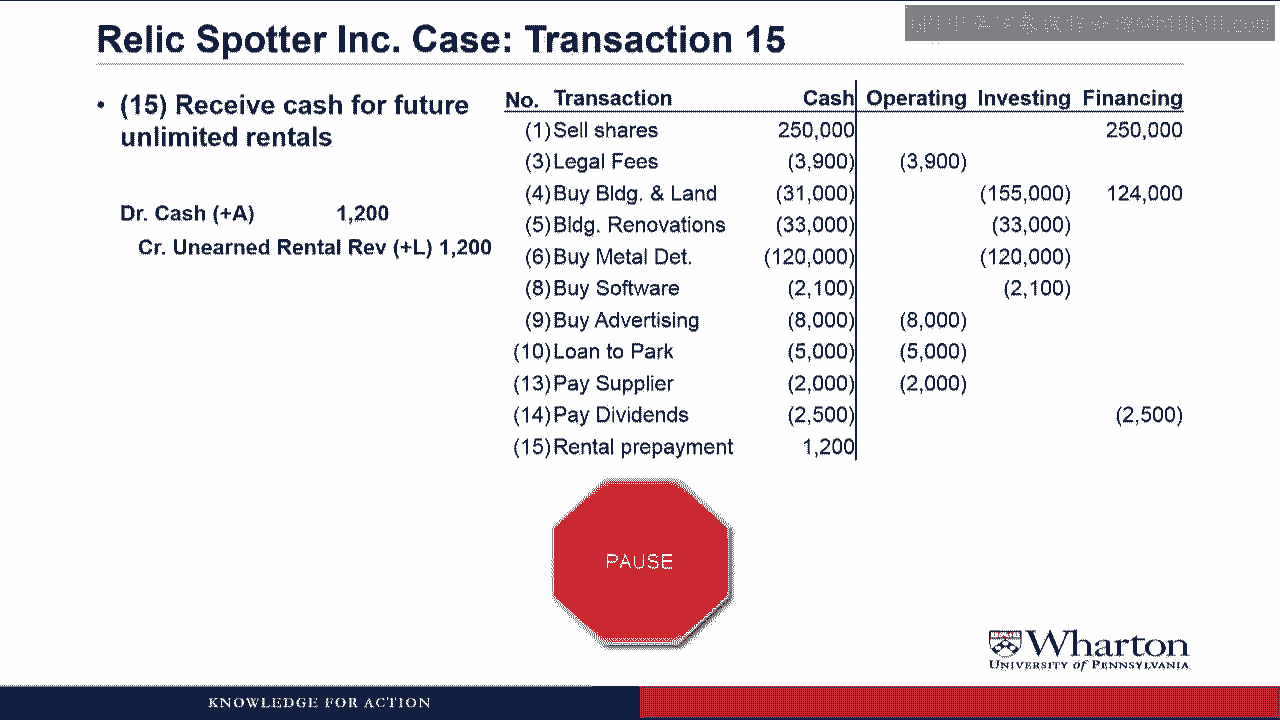 Relic Spotter Inc. Case: Transaction 15
• (15) Receive cash for future
unlimited rentals
Dr. Cash (+A) 1,200
Cr. Unearned Rental Rev (+L) 1,200
No. Transaction Cash Operating Investing Financing
(1) Sell shares 250,000 250,000
(3) Legal Fees (3,900) (3,900)
(4) Buy Bldg. & Land (31,000) (155,000) 124,000
(5) Bldg. Renovations (33,000) (33,000)
(6) Buy Metal Det. (120,000) (120,000)
(8) Buy Software (2,100) (2,100)
(9) Buy Advertising (8,000) (8,000)
(10) Loan to Park (5,000) (5,000)
(13) Pay Supplier (2,000) (2,000)
(14) Pay Dividends (2,500) (2,500)
(15) Rental prepayment 1,200
PAUSE
Wharton
UNIVERSITY of PENNSYLVANIA
KNOWLEDGE FOR ACTION